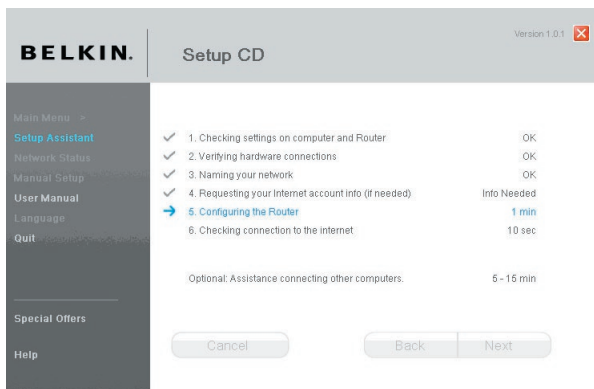 BELKIN.
Setup CD
Version 1.0.1
Main Menu >
Setup Assistant
Network Status
Manual Setup
User Manual
Language
Quit
Special Offers
Help
1. Checking settings on computer and Router OK
2. Verifying hardware connections OK
3. Naming your network OK
4. Requesting your Internet account info (if needed) Info Needed
5. Configuring the Router 1 min
6. Checking connection to the internet 10 sec
Optional: Assistance connecting other computers. 5 - 15 min
Cancel
Back
Next